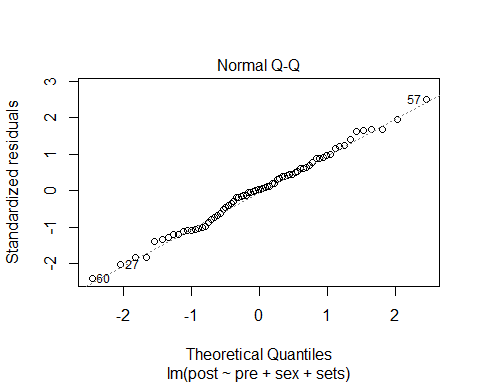 Normal Q-Q
Standardized residuals
3
2
1
0
-1
-2
57
27
60
-2 -1 0 1 2
Theoretical Quantiles
lm(post ~ pre + sex + sets)